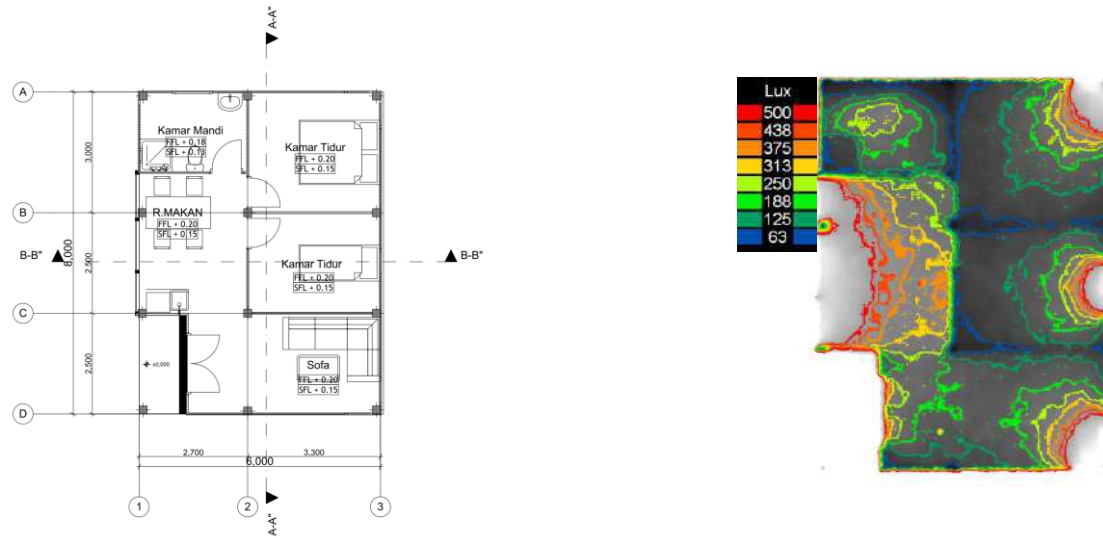 A-A"
A
3,000
Kamar Mandi
FFL + 0.18
SFL + 0.13
Kamar Tidur
FFL + 0.20
SFL + 0.15
B
R.MAKAN
FFL + 0.20
SFL + 0.15
B-B"
8,000
2,500
Kamar Tidur
FFL + 0.20
SFL + 0.15
B-B"
C
2,500
±0,000
Sofa
FFL + 0.20
SFL + 0.15
D
2,700
3,300
6,000
1
2
3
A-A"
Lux
500
438
375
313
250
188
125
63